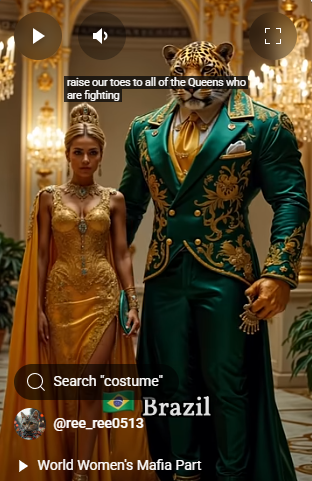 raise our toes to all of the Queens who
are fighting
Search "costume"
Brazil
@ree_ree0513
World Women's Mafia Part